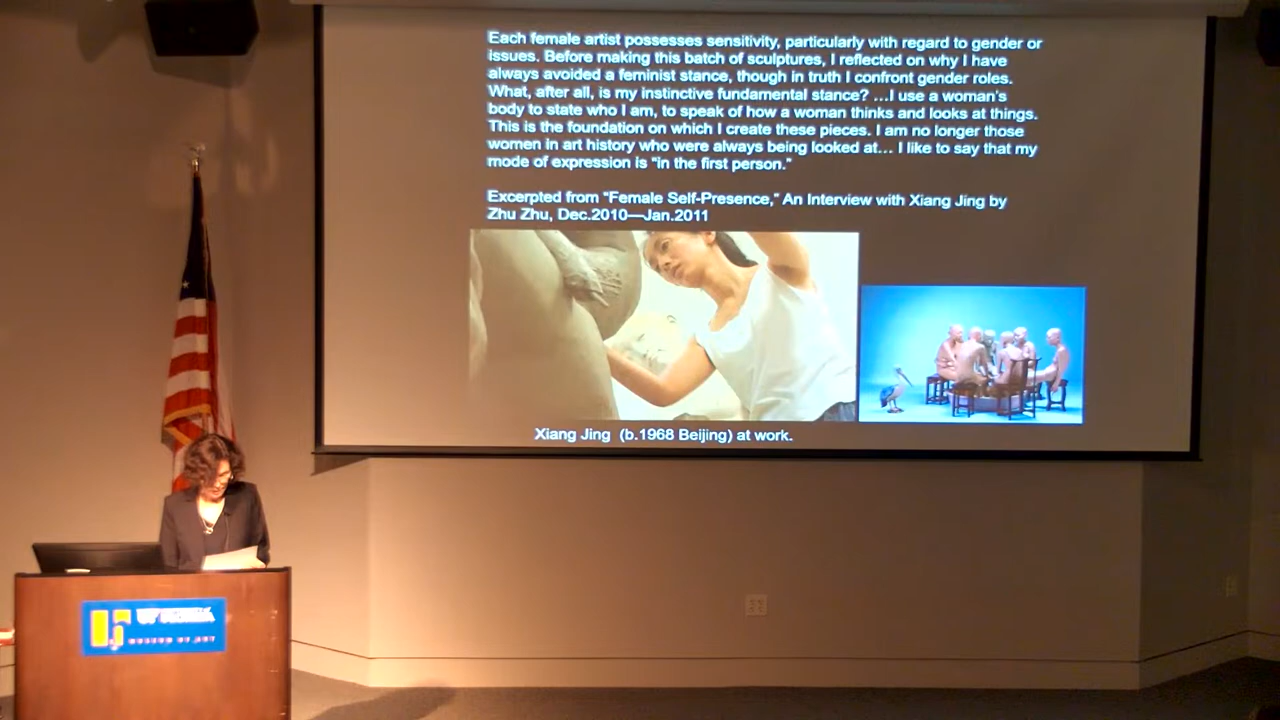 Each female artist possesses sensitivity, particularly with regard to gender or
issues. Before making this batch of sculptures, I reflected on why I have
always avoided a feminist stance, though in truth I confront gender roles.
What, after all, is my instinctive fundamental stance? …I use a woman's
body to state who I am, to speak of how a woman thinks and looks at things.
This is the foundation on which I create these pieces. I am no longer those
women in art history who were always being looked at… I like to say that my
mode of expression is "in the first person."
Excerpted from "Female Self-Presence," An Interview with Xiang Jing by
Zhu Zhu, Dec.2010—Jan.2011
Xiang Jing (b.1968 Beijing) at work.
MUSEUM OF ART